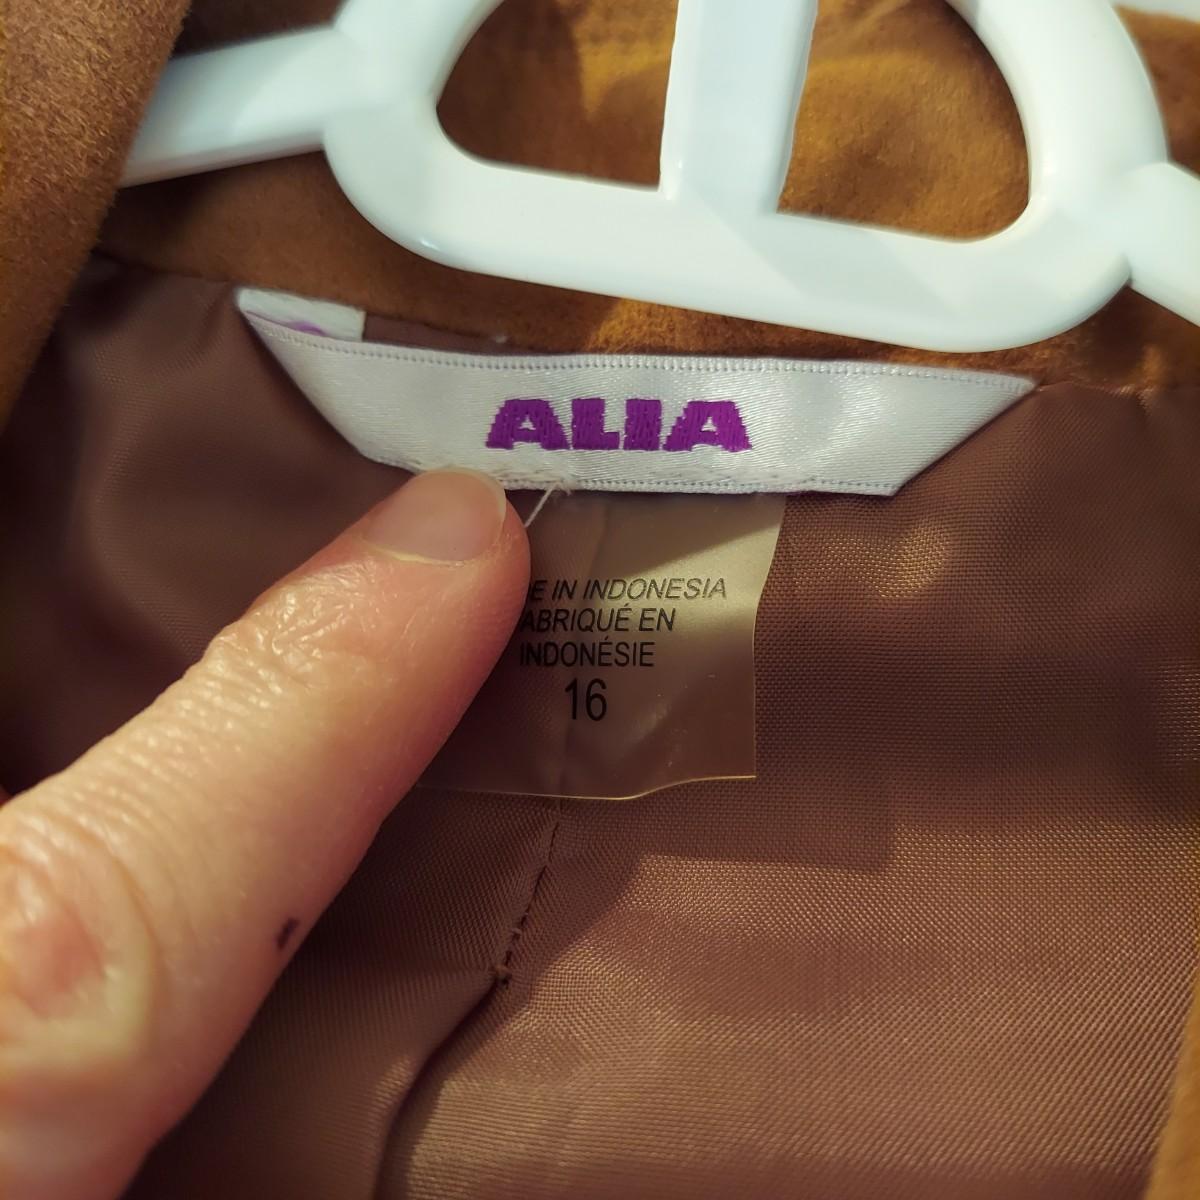 ALIA
E IN INDONESIA
ABRIQUÉ EN
INDONÉSIE
16